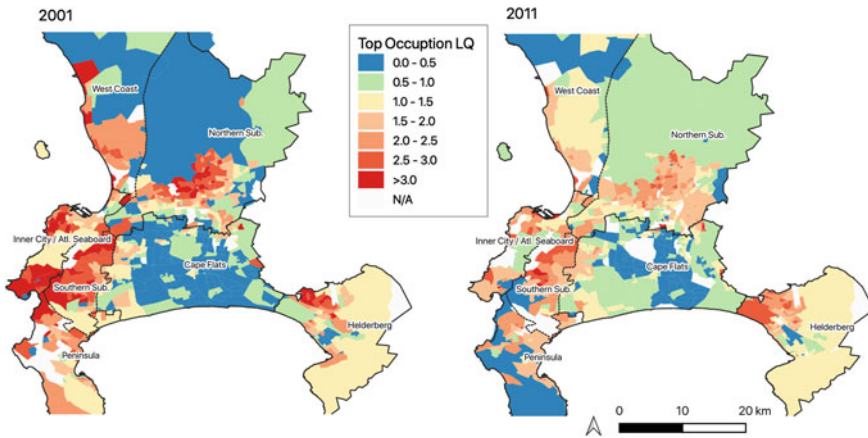 2001
2011
Top Occuption LQ
0.0 - 0.5
0.5 - 1.0
1.0 - 1.5
1.5 - 2.0
2.0 - 2.5
2.5 - 3.0
>3.0
N/A
West Coast
Northern Sub.
Inner City / Atl. Seaboard
Cape Flats
Southern Sub.
Helderberg
Peninsula
West Coast
Northern Sub.
Inner City / Atl. Seaboard
Cape Flats
Southern Sub.
Helderberg
Peninsula
0 10 20 km